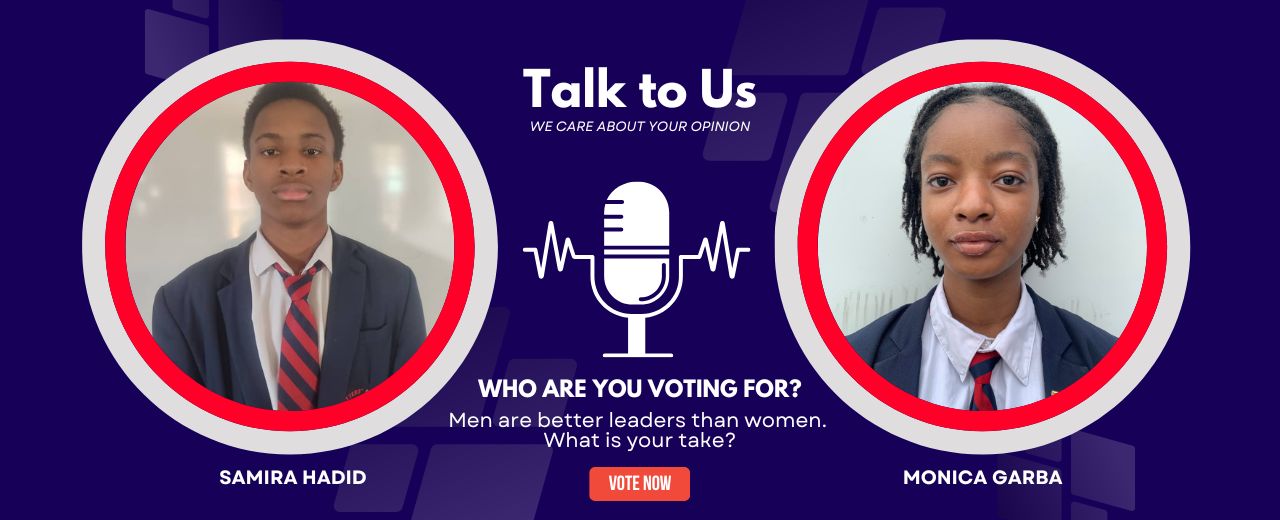 Talk to Us
WE CARE ABOUT YOUR OPINION
WHO ARE YOU VOTING FOR?
Men are better leaders than women.
What is your take?
VOTE NOW
SAMIRA HADID
MONICA GARBA